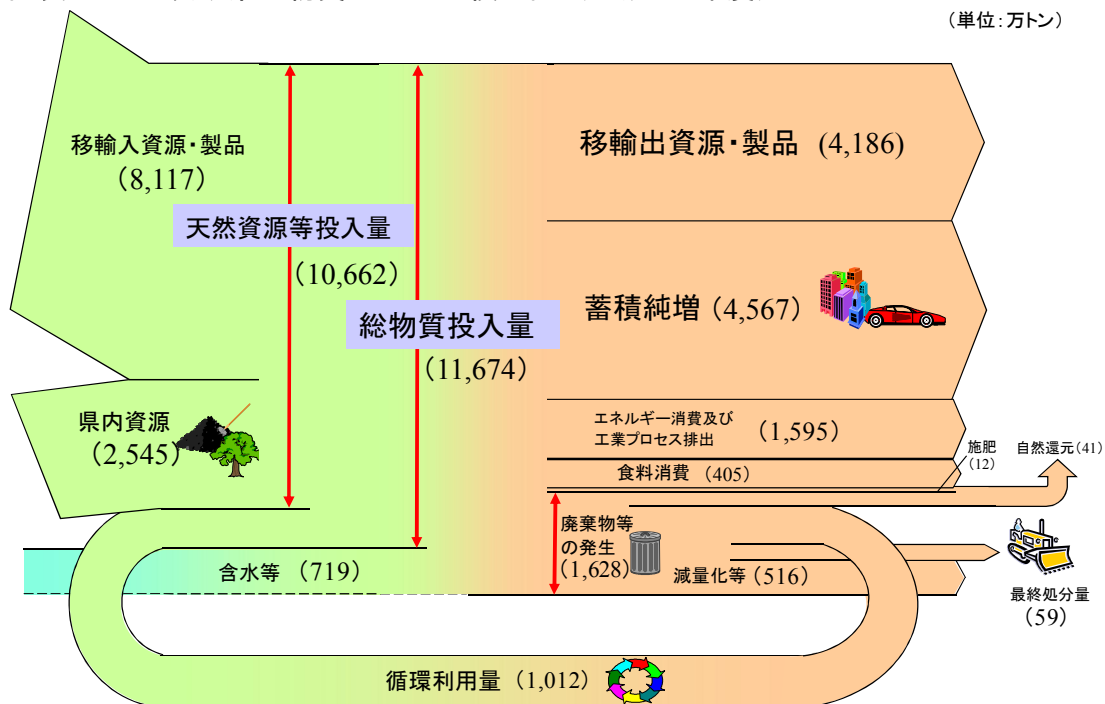 （単位：万トン）
移輸入資源・製品
（8,117）
移輸出資源・製品 (4,186)
天然資源等投入量
（10,662）
蓄積純増（4,567）
総物質投入量
（11,674）
県内資源
（2,545）
エネルギー消費及び
工業プロセス排出 （1,595）
食料消費 （405）
施肥
(12)
自然還元(41)
廃棄物等
の発生
(1,628)
含水等 （719）
減量化等（516）
最終処分量
（59）
循環利用量（1,012）